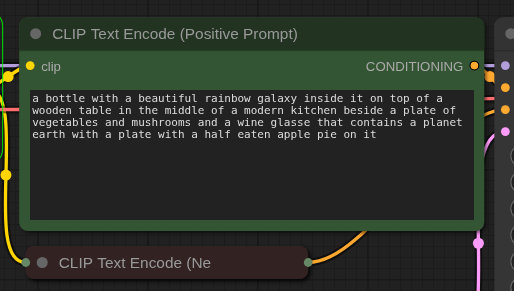 CLIP Text Encode (Positive Prompt)
clip
CONDITIONING
a bottle with a beautiful rainbow galaxy inside it on top of a
wooden table in the middle of a modern kitchen beside a plate of
vegetables and mushrooms and a wine glasse that contains a planet
earth with a plate with a half eaten apple pie on it
CLIP Text Encode (Ne